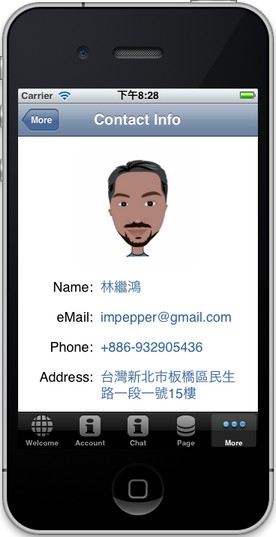 Carrier 下午8:28
More Contact Info
Name: 林繼鴻
eMail: impepper@gmail.com
Phone: +886-932905436
Address: 台灣新北市板橋區民生
路一段一號15樓
Welcome Account Chat Page More